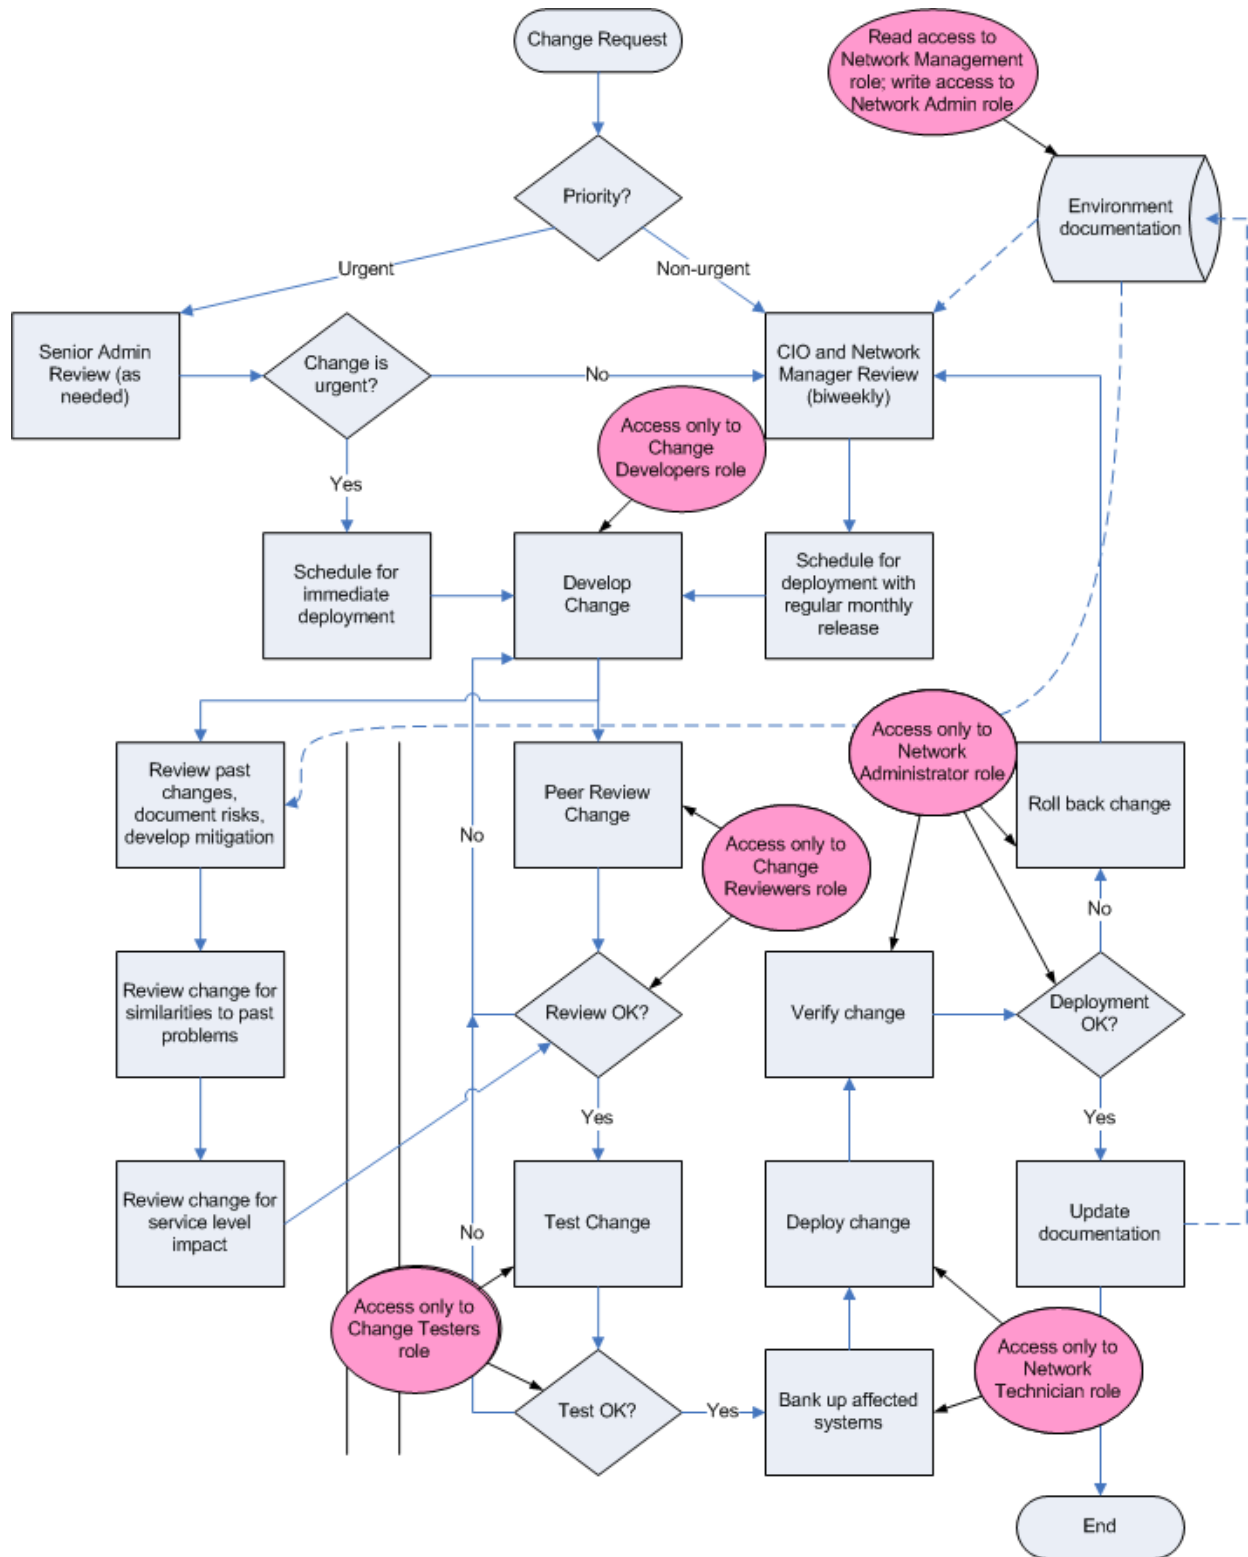 Change Request
Read access to
Network Management
role; write access to
Network Admin role
Priority?
Environment
documentation
Urgent
Non-urgent
Senior Admin
Review (as
needed)
Change is
urgent?
No
CIO and Network
Manager Review
(biweekly)
Access only to
Change
Developers role
Yes
Schedule for
immediate
deployment
Develop
Change
Schedule for
deployment with
regular monthly
release
Access only to
Network
Administrator role
Review past
changes,
document risks,
develop mitigation
No
Peer Review
Change
Roll back change
Access only to
Change
Reviewers role
No
Review change for
similarities to past
problems
Review OK?
Verify change
Deployment
OK?
Yes
Yes
Review change for
service level
impact
No
Test Change
Deploy change
Update
documentation
Access only to
Change Testers
role
Access only to
Network
Technician role
Test OK?
Yes
Bank up affected
systems
End